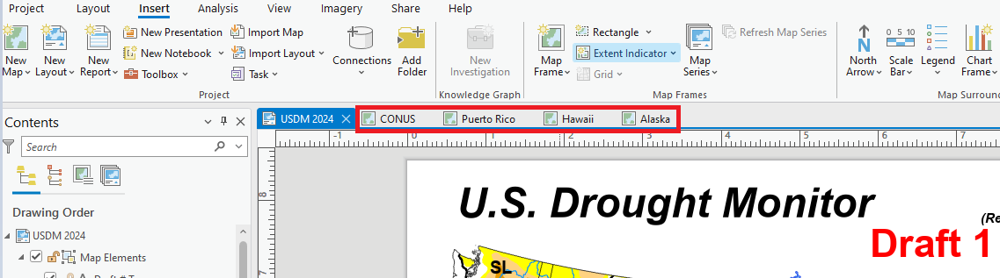 Project Layout Insert Analysis View Imagery Share Help
New Map
New Layout
New Report
New Presentation
New Notebook
Toolbox
Import Map
Import Layout
Task
Connections
Add Folder
Project
New Investigation
Knowledge Graph
Map Frame
Rectangle
Extent Indicator
Grid
Map Series
Refresh Map Series
Map Frames
North Arrow
Scale Bar
0 5 10
Legend
Chart Frame
Map Surroun
Contents
Search
Drawing Order
USDM 2024
Map Elements
USDM 2024 CONUS Puerto Rico Hawaii Alaska
-1 0 1 2 3 4 5 6 7
8
7
U.S. Drought Monitor
(Re
Draft 1
SL